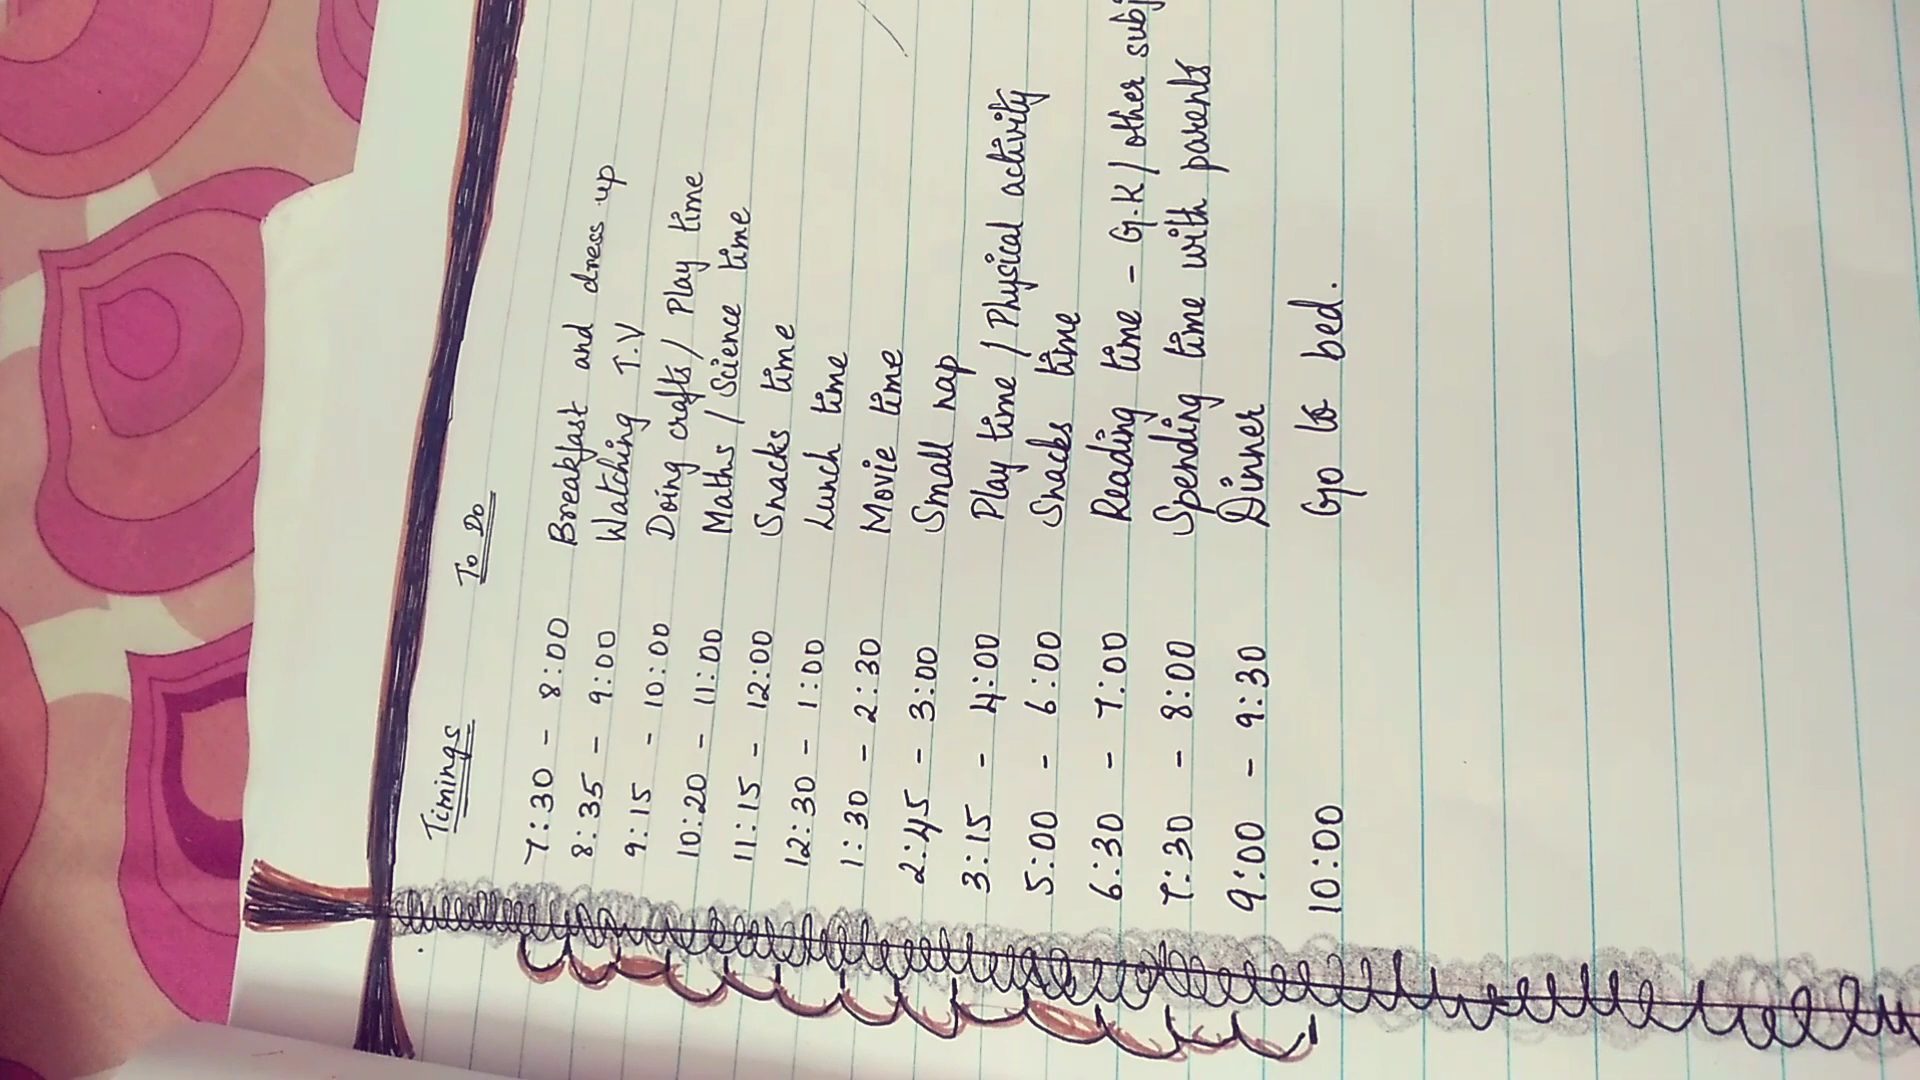 Timings To Do
7:30 - 8:00 Breakfast and dress up
8:35 - 9:00 Watching T.V
9:15 - 10:00 Doing crafts / Play time
10:20 - 11:00 Maths / Science time
11:15 - 12:00 Snacks time
12:30 - 1:00 Lunch time
1:30 - 2:30 Movie time
2:45 - 3:00 Small nap
3:15 - 4:00 Play time / Physical activity
5:00 - 6:00 Snacks time
6:30 - 7:00 Reading time - G.K / other subj
7:30 - 8:00 Spending time with parents
9:00 - 9:30 Dinner
10:00 Go to bed.